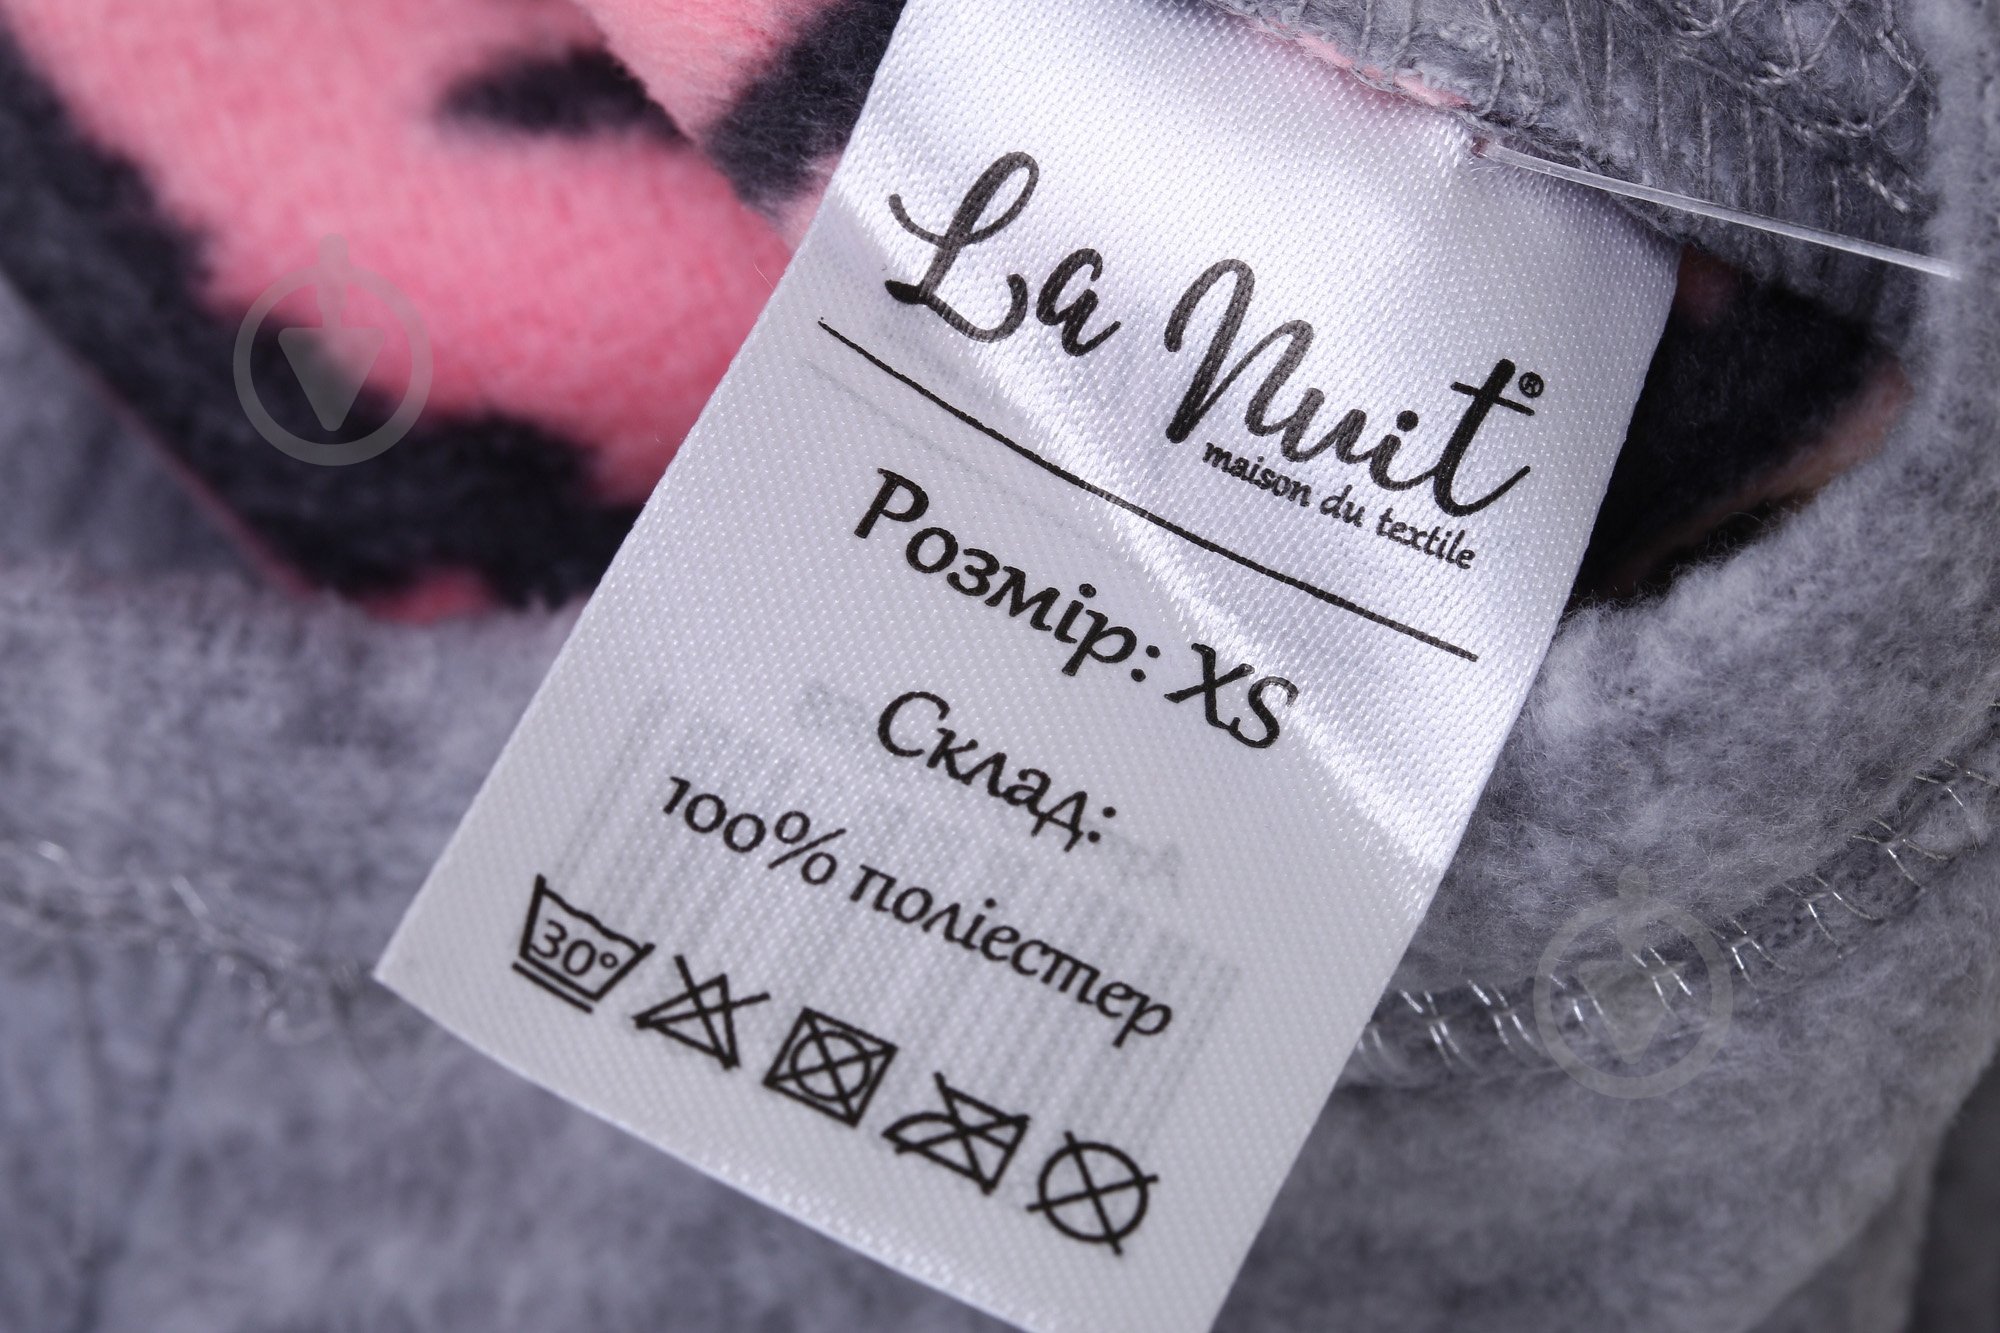 La Nuit®
maison du textile
Розмір: XS
Склад:
100% поліестер
30°